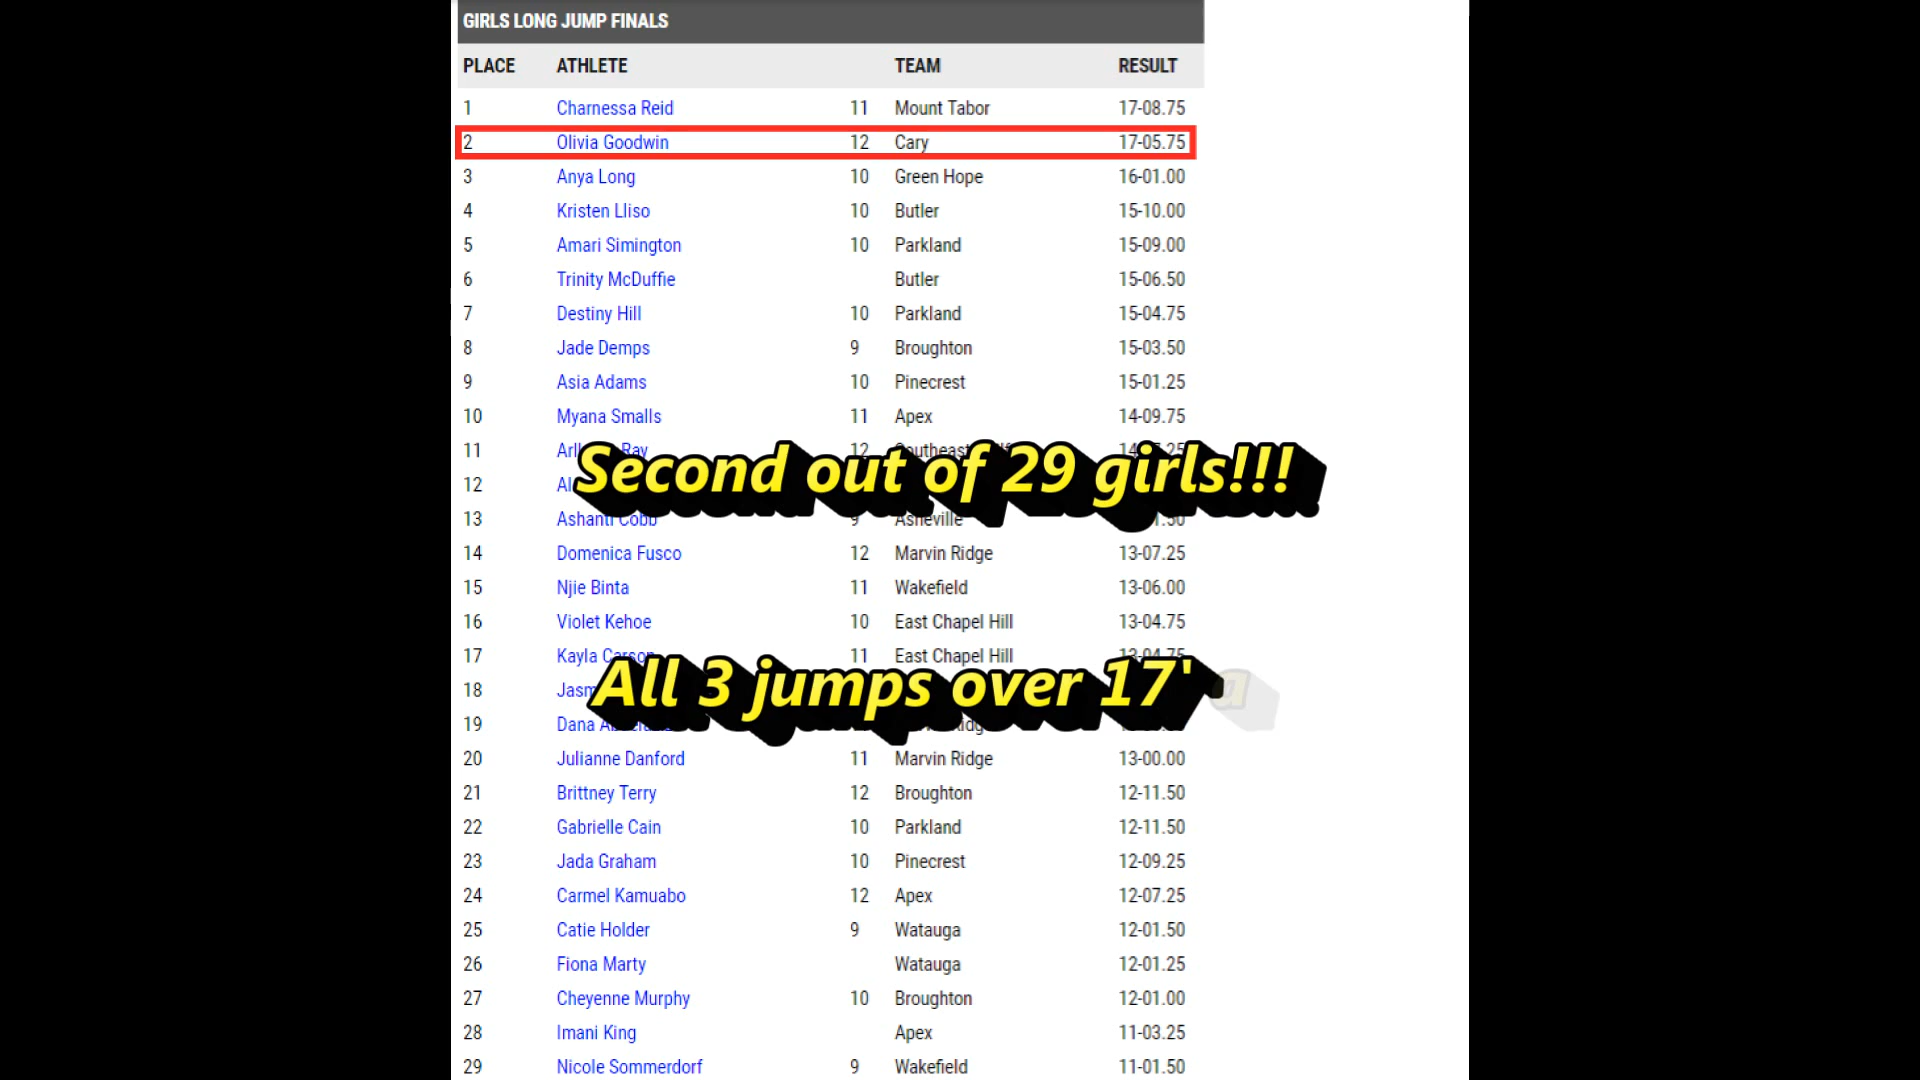 GIRLS LONG JUMP FINALS
PLACE ATHLETE TEAM RESULT
1 Charnessa Reid 11 Mount Tabor 17-08.75
2 Olivia Goodwin 12 Cary 17-05.75
3 Anya Long 10 Green Hope 16-01.00
4 Kristen Lliso 10 Butler 15-10.00
5 Amari Simington 10 Parkland 15-09.00
6 Trinity McDuffie Butler 15-06.50
7 Destiny Hill 10 Parkland 15-04.75
8 Jade Demps 9 Broughton 15-03.50
9 Asia Adams 10 Pinecrest 15-01.25
10 Myana Smalls 11 Apex 14-09.75
11 Ray 12
Second out of 29 girls!!!
12
13 Ashanti Cobb 9 Asheville
14 Domenica Fusco 12 Marvin Ridge 13-07.25
15 Njie Binta 11 Wakefield 13-06.00
16 Violet Kehoe 10 East Chapel Hill 13-04.75
17 Kayla Carson 11 East Chapel Hill 13-04.75
All 3 jumps over 17' a
18
19 Dana
20 Julianne Danford 11 Marvin Ridge 13-00.00
21 Brittney Terry 12 Broughton 12-11.50
22 Gabrielle Cain 10 Parkland 12-11.50
23 Jada Graham 10 Pinecrest 12-09.25
24 Carmel Kamuabo 12 Apex 12-07.25
25 Catie Holder 9 Watauga 12-01.50
26 Fiona Marty Watauga 12-01.25
27 Cheyenne Murphy 10 Broughton 12-01.00
28 Imani King Apex 11-03.25
29 Nicole Sommerdorf 9 Wakefield 11-01.50